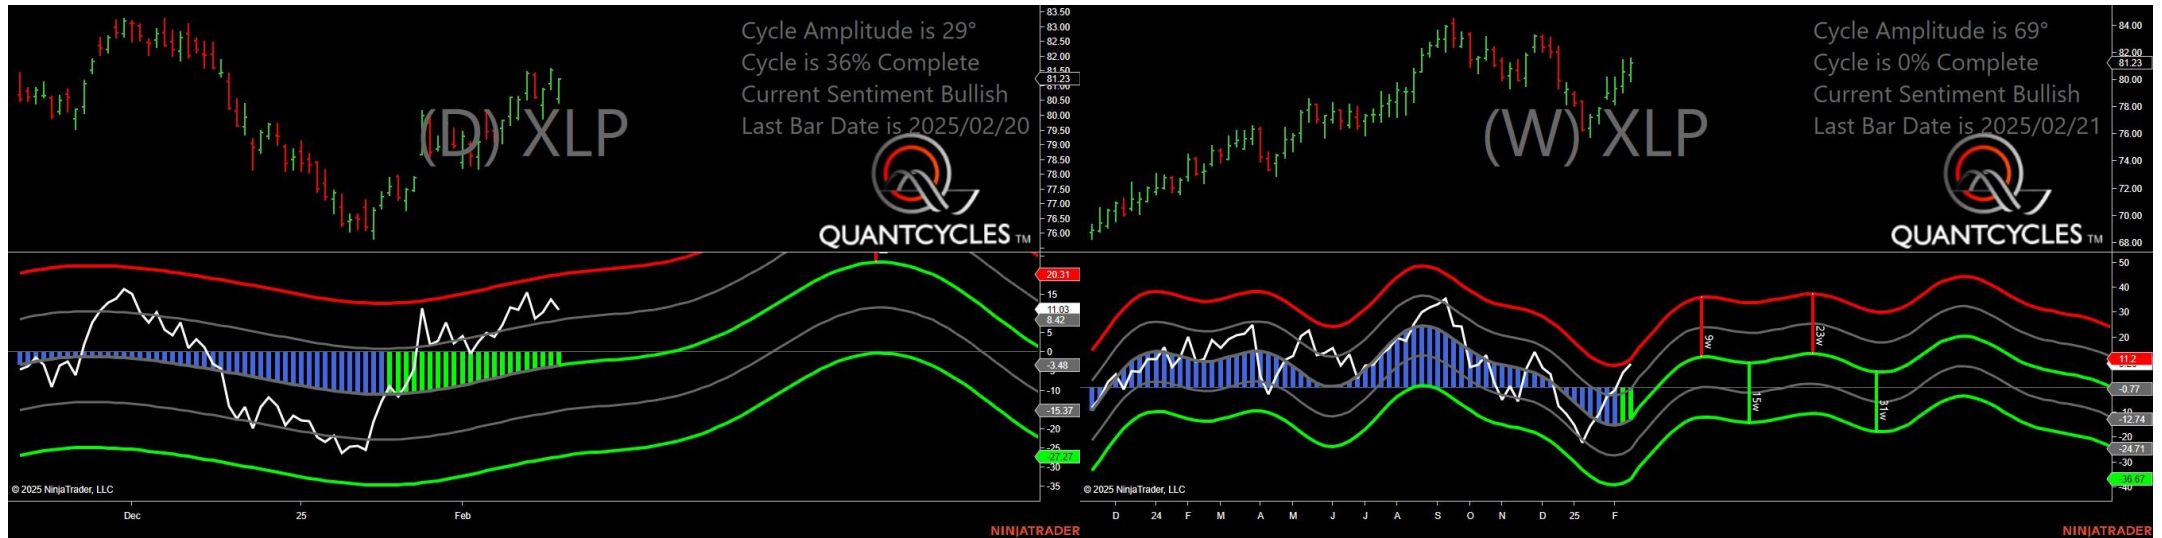 Cycle Amplitude is 29°
Cycle is 36% Complete
Current Sentiment Bullish
Last Bar Date is 2025/02/20
(D) XLP
QUANTCYCLES TM
83.50
83.00
82.50
82.00
81.50
81.23
81.00
80.50
80.00
79.50
79.00
78.50
78.00
77.50
77.00
76.50
76.00
20.31
15
11.03
8.42
5
0
-3.48
-10
-15.37
-20
-25
-27.27
-30
-35
© 2025 NinjaTrader, LLC
Dec 25 Feb
NINJATRADER
Cycle Amplitude is 69°
Cycle is 0% Complete
Current Sentiment Bullish
Last Bar Date is 2025/02/21
(W) XLP
QUANTCYCLES TM
84.00
82.00
81.23
80.00
78.00
76.00
74.00
72.00
70.00
68.00
9w
23w
15w
31w
50
40
30
20
11.2
-0.77
-12.74
-20
-24.71
-30
-36.67
© 2025 NinjaTrader, LLC
D 24 F M A M J J A S O N D 25 F
NINJATRADER